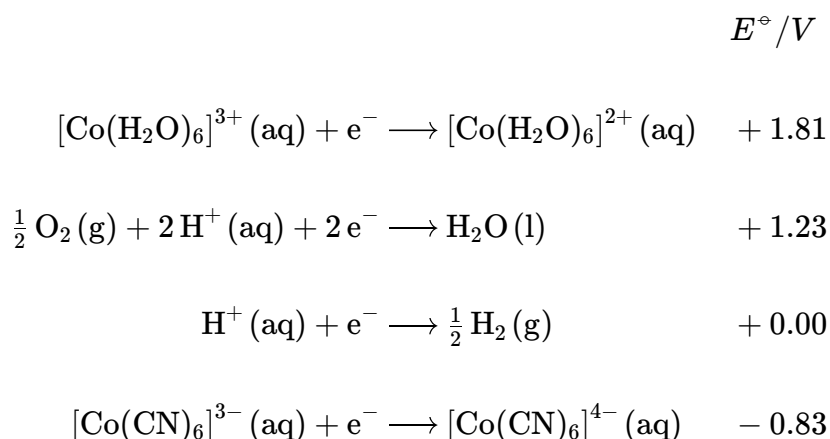 E⦵/V
[Co(H₂O)₆]³⁺ (aq) + e⁻ ⟶ [Co(H₂O)₆]²⁺ (aq) + 1.81
½ O₂ (g) + 2 H⁺ (aq) + 2 e⁻ ⟶ H₂O (l) + 1.23
H⁺ (aq) + e⁻ ⟶ ½ H₂ (g) + 0.00
[Co(CN)₆]³⁻ (aq) + e⁻ ⟶ [Co(CN)₆]⁴⁻ (aq) − 0.83